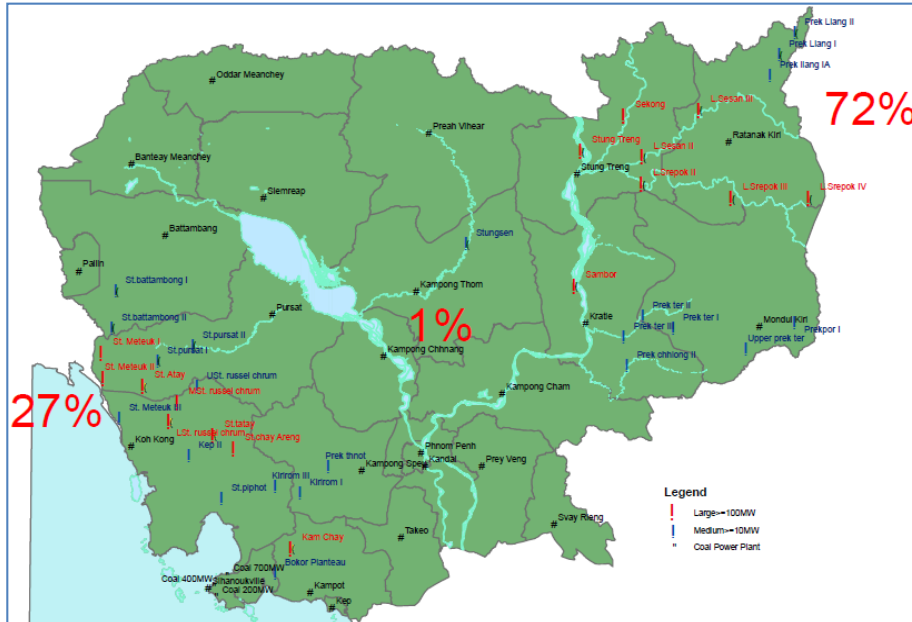 Prek Liang II
Prek Liang I
Prek liang IA
72%
Oddar Meanchey
Sekong
L.Sesan III
Preah Vihear
Ratanak Kiri
Stung Treng
L.Sesan II
Banteay Meanchey
Stung Treng
L.Srepok II
Siemreap
L.Srepok III
L.Srepok IV
Battambang
Stungsen
Pailin
St.battambong I
Kampong Thom
Sambor
Pursat
Prek ter II
St.battambong II
1%
Kratie
Prek ter I
Mondul Kiri
Prekpor I
St.pursat II
Prek ter III
St. Meteuk I
St.pursat I
Kampong Chhnang
Upper prek ter
Prek chhlong II
St. Meteuk II
St. Atay
USt. russel chrum
MSt. russel chrum
Kampong Cham
27%
St. Meteuk III
LSt. russel chrum
St.tatay
St.chay Areng
Koh Kong
Kep II
Phnom Penh
Prek thnot
Kampong Speu
Kandal
Prey Veng
Kirirom III
Kirirom I
St.piphot
Legend
Large>=100MW
Medium>=10MW
Coal Power Plant
Svay Rieng
Takeo
Kam Chay
Coal 700MW
Bokor Planteau
Coal 400MW
Sihanoukville
Coal 200MW
Kampot
Kep